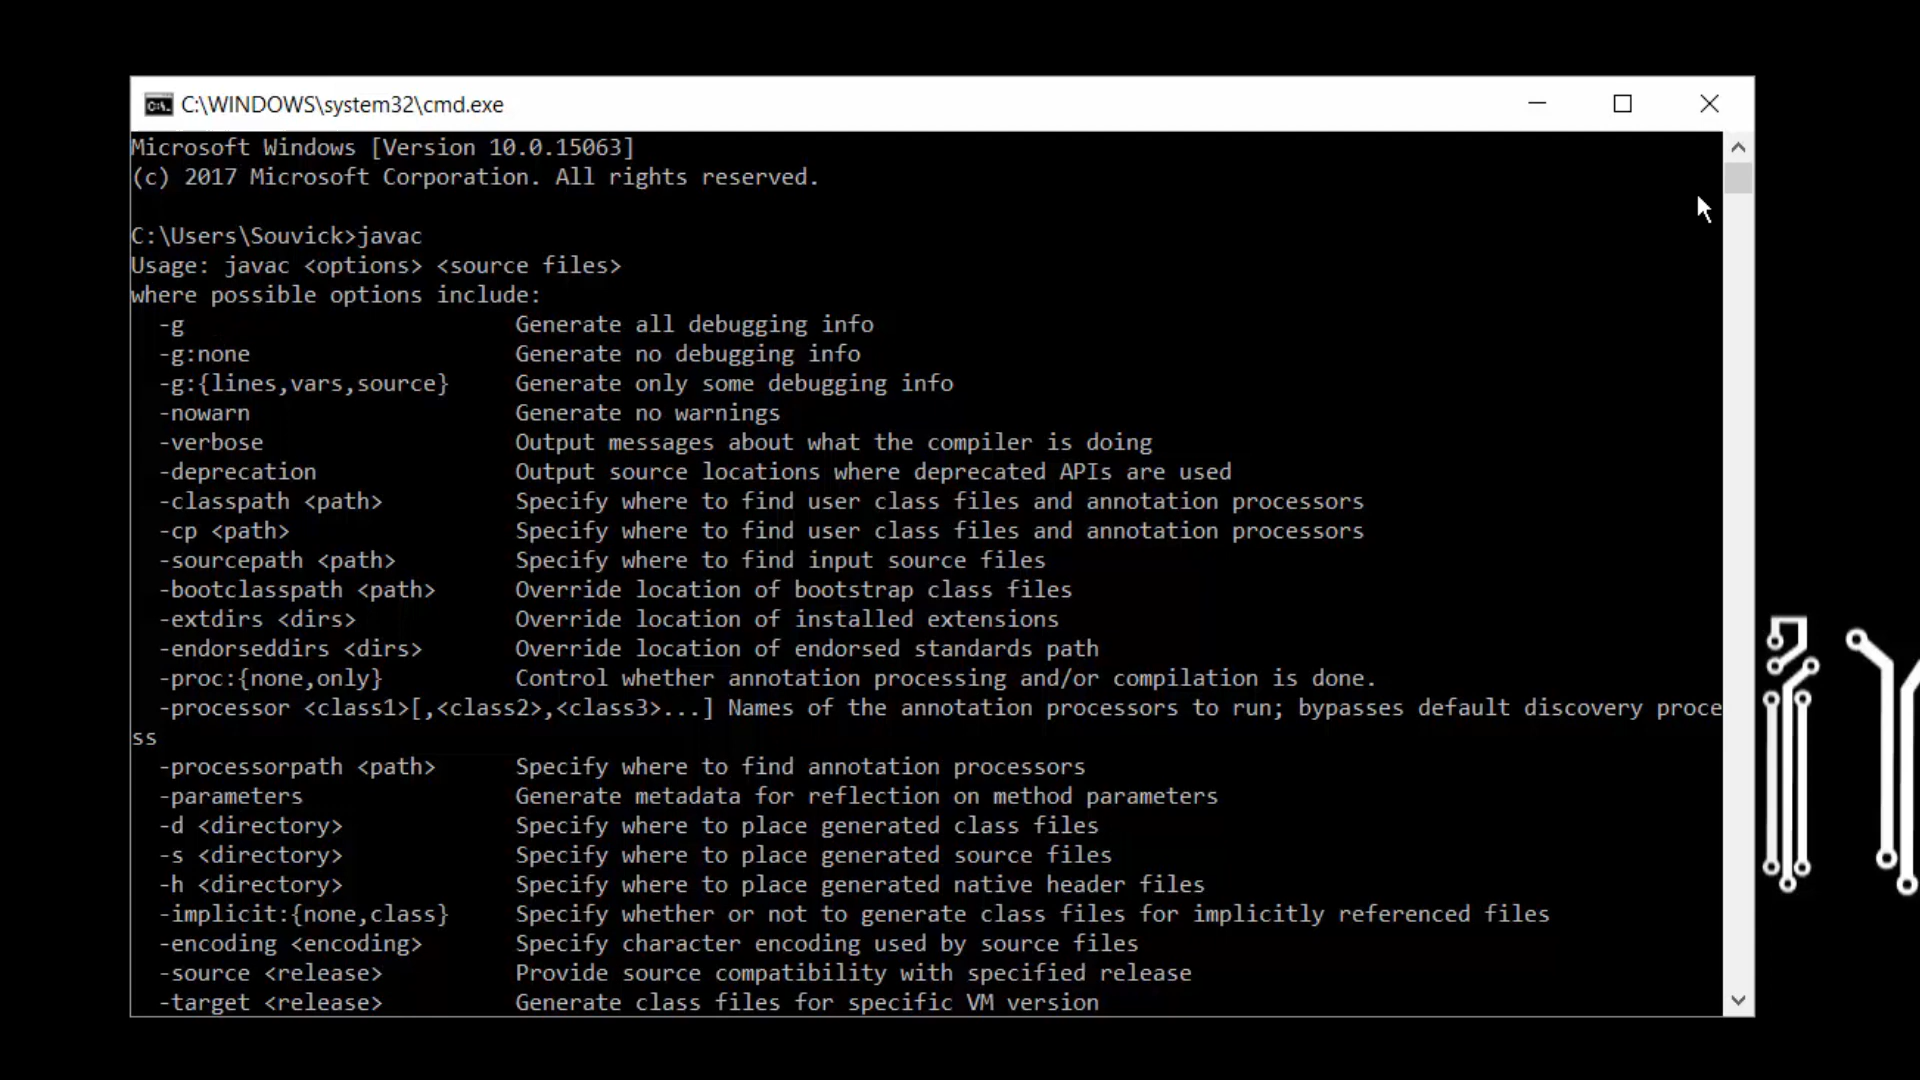 C:\WINDOWS\system32\cmd.exe
Microsoft Windows [Version 10.0.15063]
(c) 2017 Microsoft Corporation. All rights reserved.
C:\Users\Souvick>javac
Usage: javac <options> <source files>
where possible options include:
-g Generate all debugging info
-g:none Generate no debugging info
-g:{lines,vars,source} Generate only some debugging info
-nowarn Generate no warnings
-verbose Output messages about what the compiler is doing
-deprecation Output source locations where deprecated APIs are used
-classpath <path> Specify where to find user class files and annotation processors
-cp <path> Specify where to find user class files and annotation processors
-sourcepath <path> Specify where to find input source files
-bootclasspath <path> Override location of bootstrap class files
-extdirs <dirs> Override location of installed extensions
-endorseddirs <dirs> Override location of endorsed standards path
-proc:{none,only} Control whether annotation processing and/or compilation is done.
-processor <class1>[,<class2>,<class3>...] Names of the annotation processors to run; bypasses default discovery proce
ss
-processorpath <path> Specify where to find annotation processors
-parameters Generate metadata for reflection on method parameters
-d <directory> Specify where to place generated class files
-s <directory> Specify where to place generated source files
-h <directory> Specify where to place generated native header files
-implicit:{none,class} Specify whether or not to generate class files for implicitly referenced files
-encoding <encoding> Specify character encoding used by source files
-source <release> Provide source compatibility with specified release
-target <release> Generate class files for specific VM version